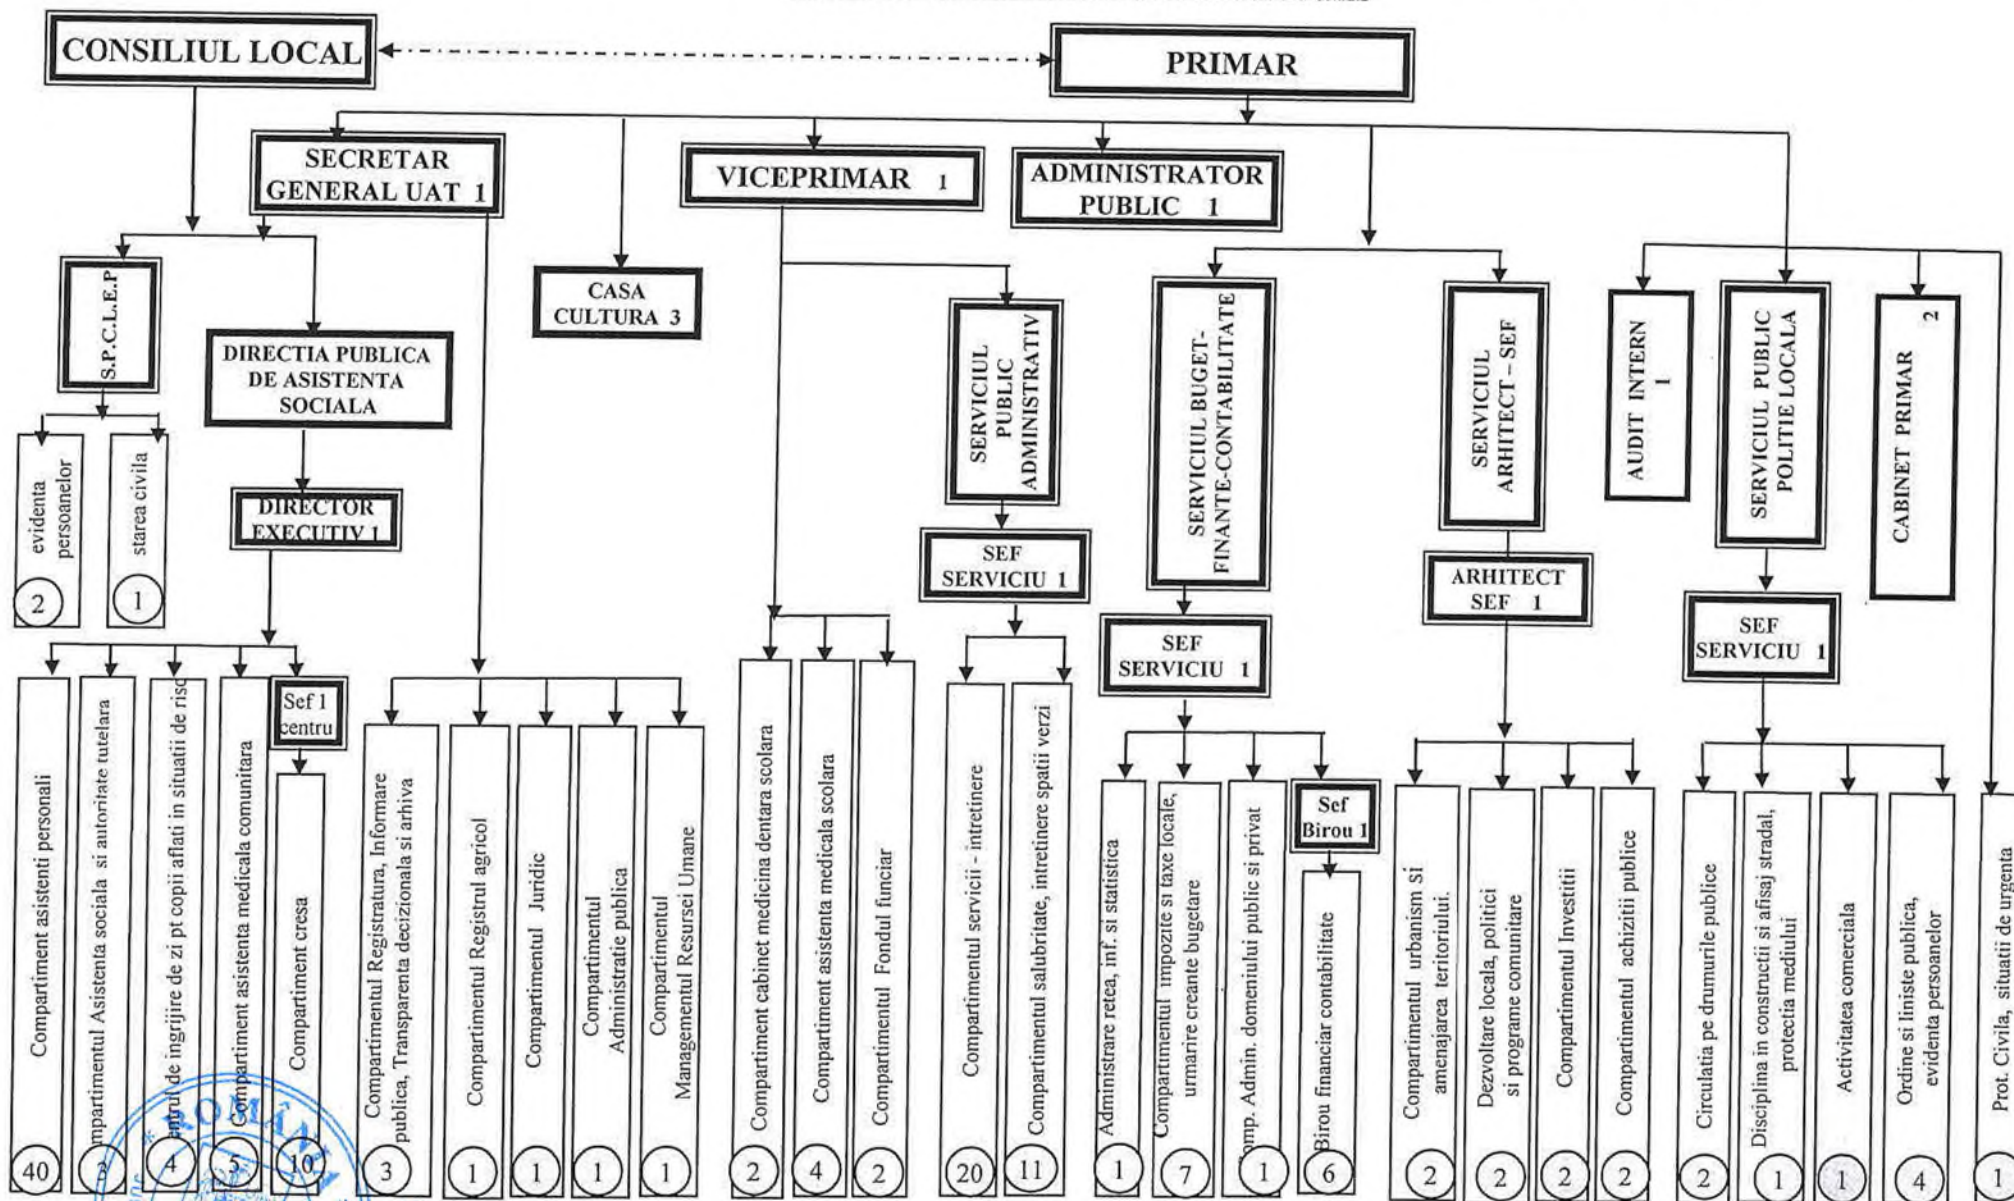 CONSILIUL LOCAL
PRIMAR
SECRETAR
GENERAL UAT 1
VICEPRIMAR 1
ADMINISTRATOR
PUBLIC 1
S.P.C.L.E.P
DIRECTIA PUBLICA
DE ASISTENTA
SOCIALA
CASA
CULTURA 3
SERVICIUL
PUBLIC
ADMINISTRATIV
SERVICIUL BUGET-
FINANTE-CONTABILITATE
SERVICIUL
ARHITECT – SEF
AUDIT INTERN
1
SERVICIUL PUBLIC
POLITIE LOCALA
CABINET PRIMAR
2
evidenta
persoanelor
2
starea civila
1
DIRECTOR
EXECUTIV 1
SEF
SERVICIU 1
SEF
SERVICIU 1
ARHITECT
SEF 1
SEF
SERVICIU 1
Compartiment asistenti personali
40
mpartimentul Asistenta sociala si autoritate tutelara
3
entrul de ingrijire de zi pt copii aflati in situatii de risc
4
Compartiment asistenta medicala comunitara
5
Sef 1
centru
Compartiment cresa
10
Compartimentul Registratura, Informare
publica, Transparenta decizionala si arhiva
3
Compartimentul Registrul agricol
1
Compartimentul Juridic
1
Compartimentul
Administratie publica
1
Compartimentul
Managementul Resursei Umane
1
Compartiment cabinet medicina dentara scolara
2
Compartiment asistenta medicala scolara
4
Compartimentul Fondul funciar
2
Compartimentul servicii – intretinere
20
Compartimentul salubritate, intretinere spatii verzi
11
Administrare retea, inf. si statistica
1
Compartimentul impozite si taxe locale,
urmarire creante bugetare
7
omp. Admin. domeniului public si privat
1
Sef
Birou 1
Birou financiar contabilitate
6
Compartimentul urbanism si
amenajarea teritoriului.
2
Dezvoltare locala, politici
si programe comunitare
2
Compartimentul Investitii
2
Compartimentul achizitii publice
2
Circulatia pe drumurile publice
2
Disciplina in constructii si afisaj stradal,
protectia mediului
1
Activitatea comerciala
1
Ordine si liniste publica,
evidenta persoanelor
4
Prot. Civila, situatii de urgenta
1
* ROMÂNIA